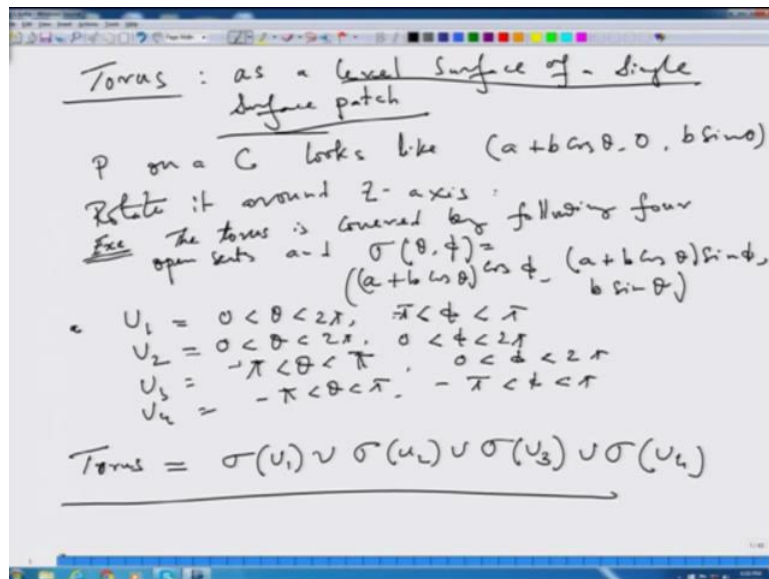 Torus : as a level surface of a single
surface patch
P on a C looks like (a + b cos θ, 0, b sin θ)
Rotate it around Z-axis :
Exc The torus is covered by following four
open sets and σ(θ, ϕ) =
((a + b cos θ) cos ϕ, (a + b cos θ) sin ϕ,
b sin θ)
U₁ = 0 < θ < 2π, -π < ϕ < π
U₂ = 0 < θ < 2π, 0 < ϕ < 2π
U₃ = -π < θ < π, 0 < ϕ < 2π
U₄ = -π < θ < π, -π < ϕ < π
Torus = σ(U₁) ∪ σ(U₂) ∪ σ(U₃) ∪ σ(U₄)